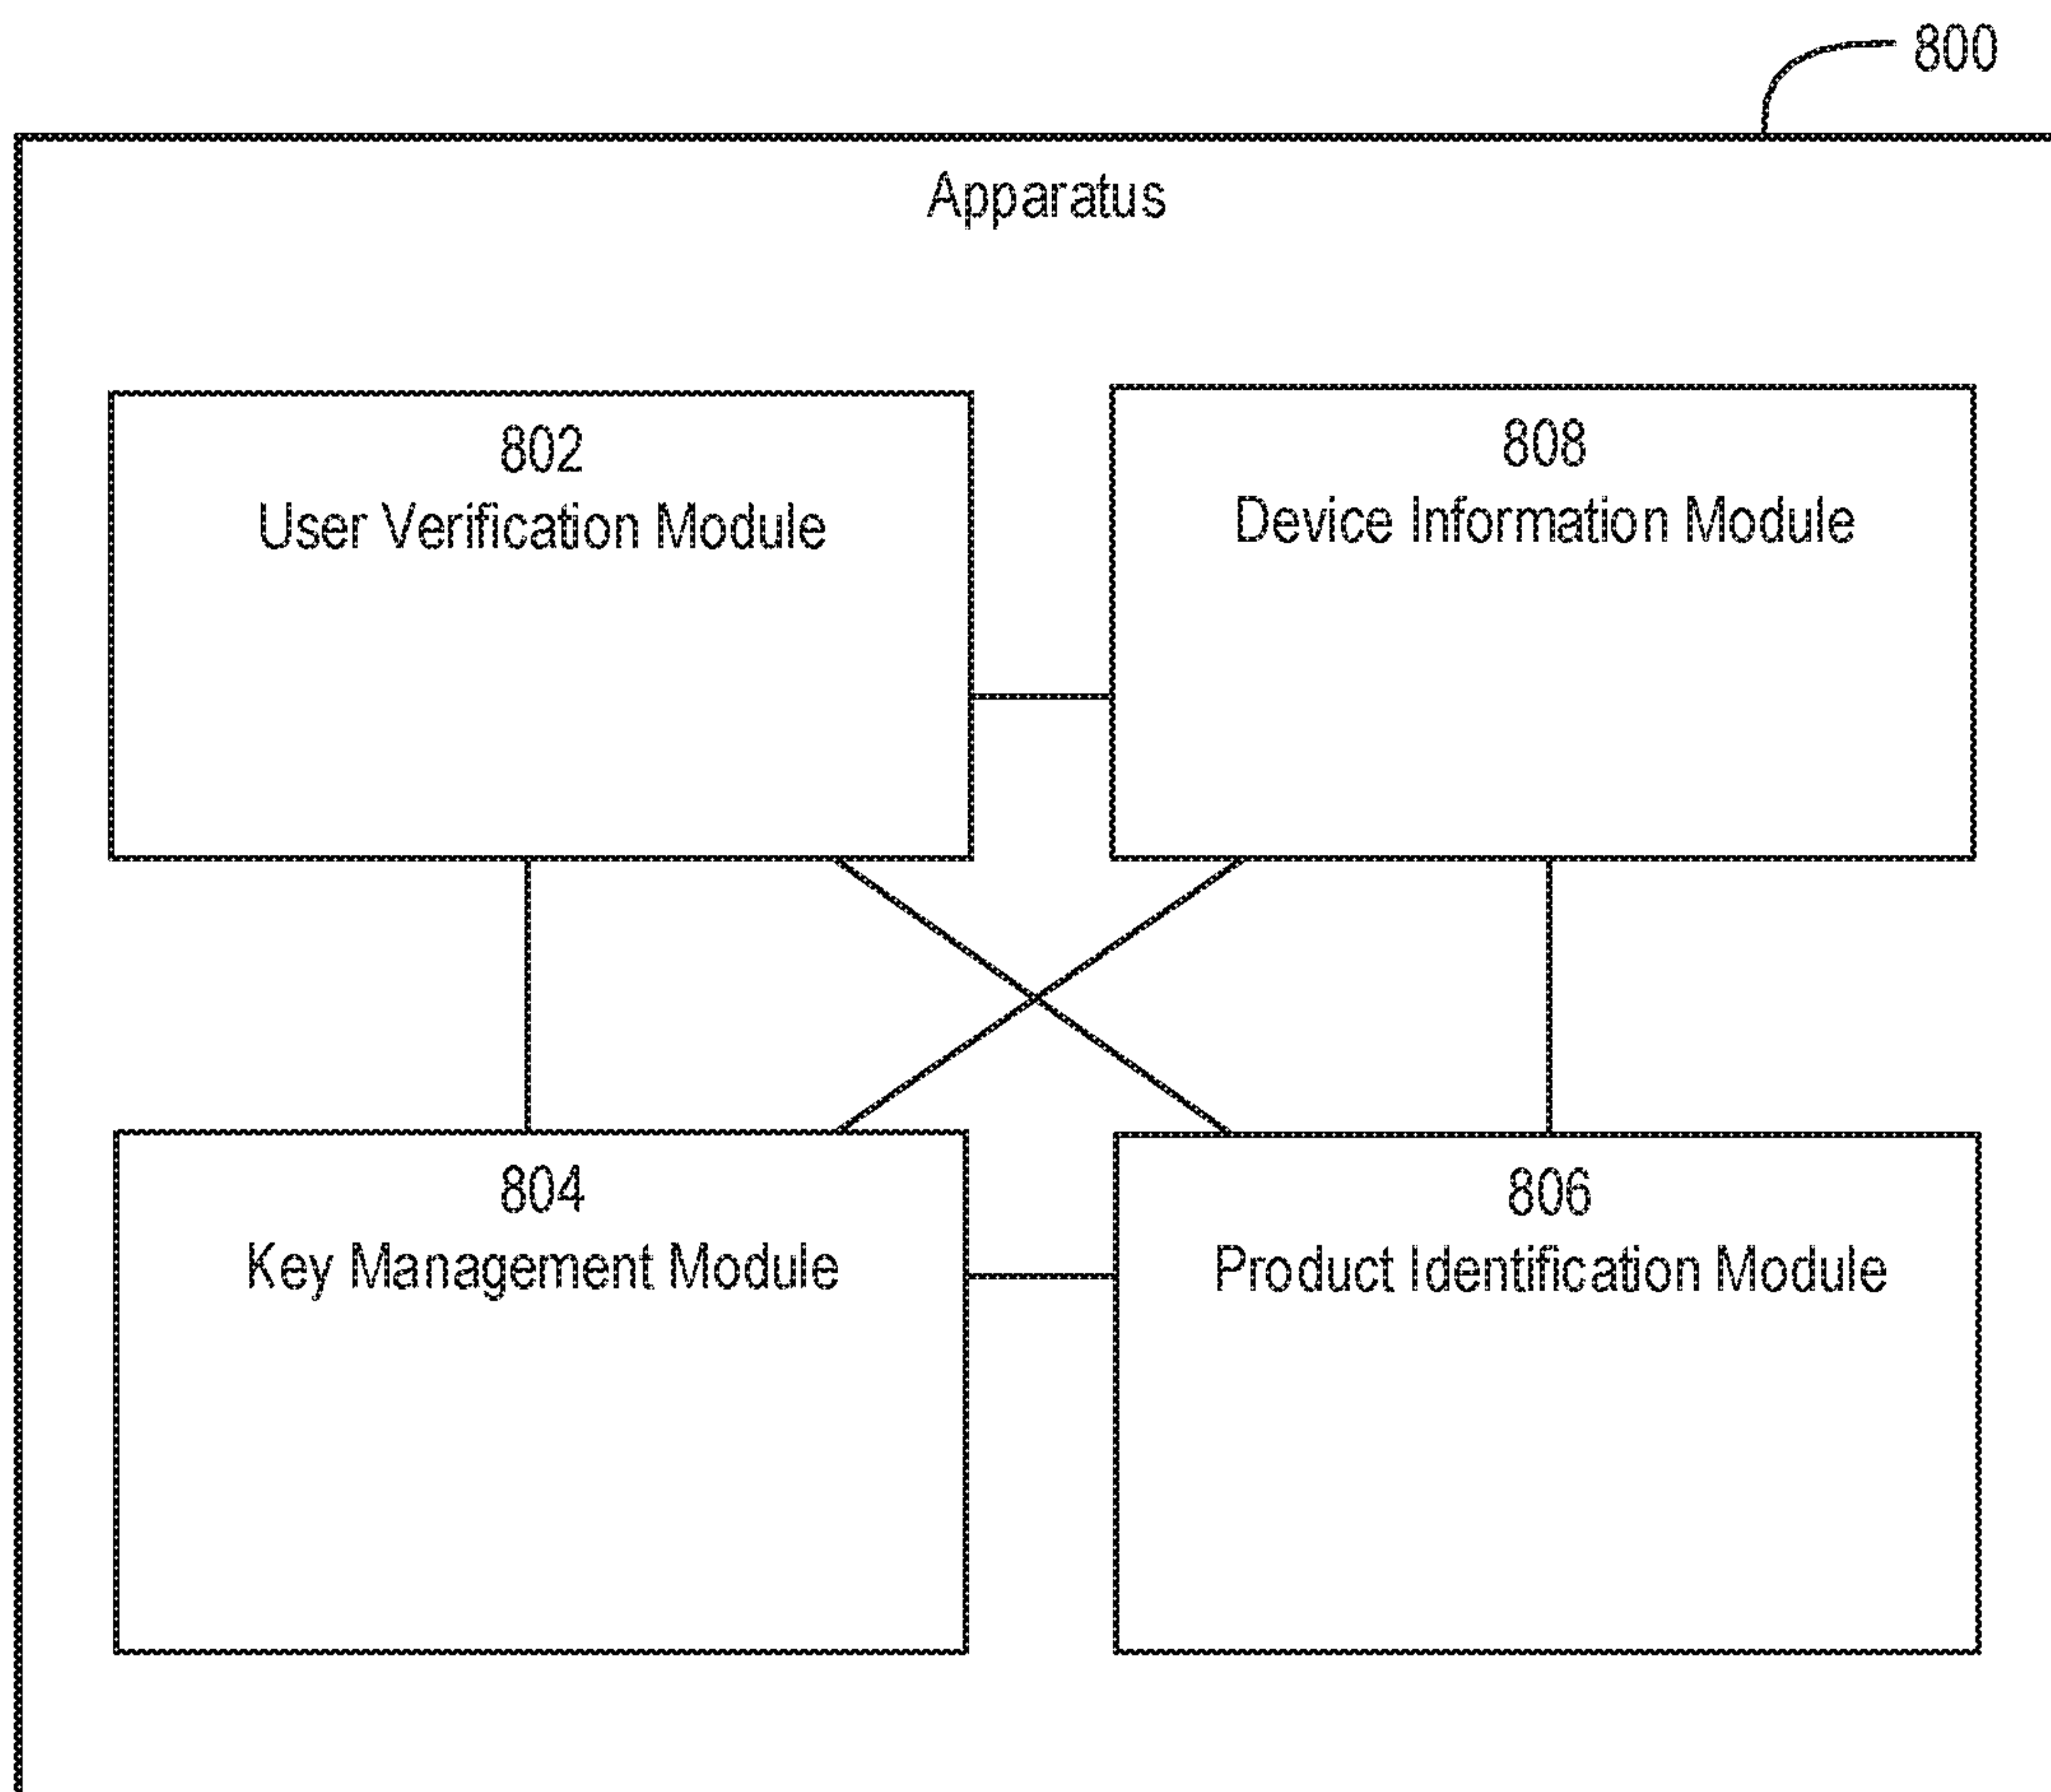 800
Apparatus
802
User Verification Module
808
Device Information Module
804
Key Management Module
806
Product Identification Module